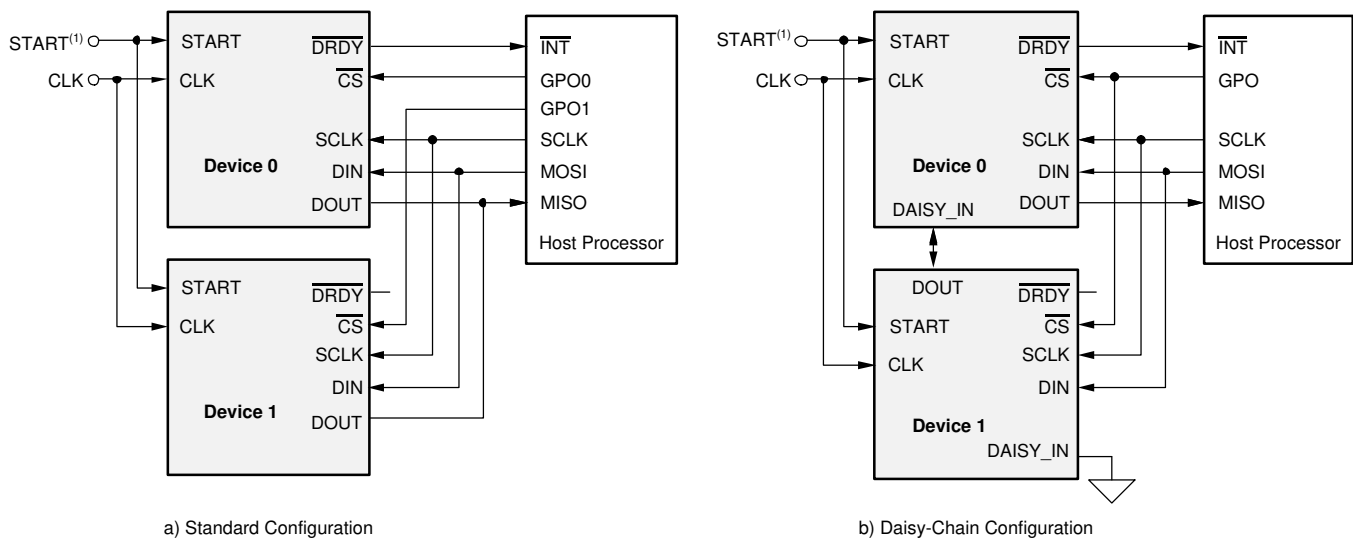 START(1)
CLK
START
CLK
DRDY
CS
SCLK
DIN
DOUT
Device 0
INT
GPO0
GPO1
SCLK
MOSI
MISO
Host Processor
START
CLK
DRDY
CS
SCLK
DIN
DOUT
Device 1
a) Standard Configuration
START(1)
CLK
START
CLK
DRDY
CS
SCLK
DIN
DOUT
Device 0
DAISY_IN
INT
GPO
SCLK
MOSI
MISO
Host Processor
DOUT
START
CLK
DRDY
CS
SCLK
DIN
Device 1
DAISY_IN
b) Daisy-Chain Configuration